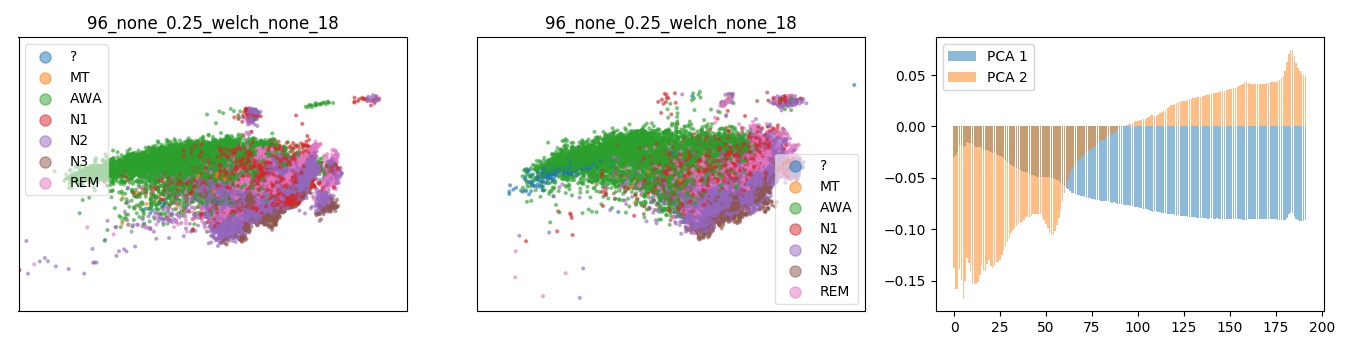 96_none_0.25_welch_none_18
?
MT
AWA
N1
N2
N3
REM
96_none_0.25_welch_none_18
?
MT
AWA
N1
N2
N3
REM
PCA 1
PCA 2
0.05
0.00
−0.05
−0.10
−0.15
0 25 50 75 100 125 150 175 200